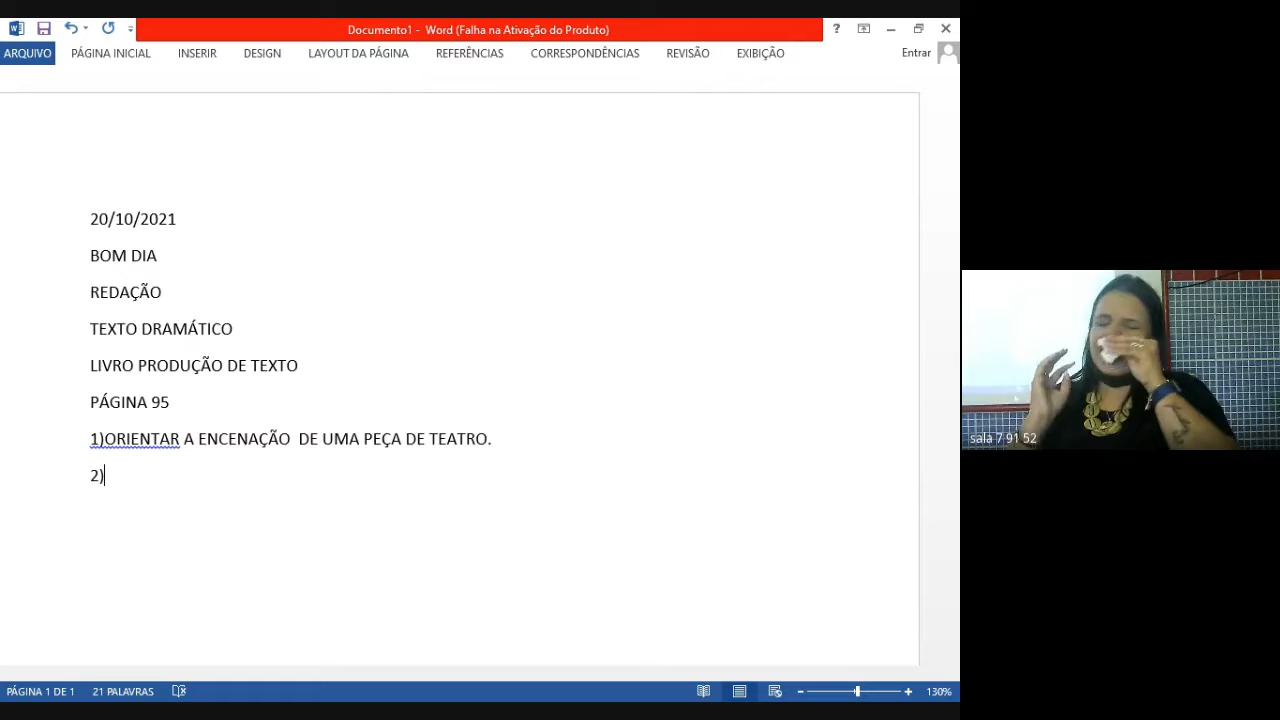 Documento1 - Word (Falha na Ativação do Produto)
ARQUIVO PÁGINA INICIAL INSERIR DESIGN LAYOUT DA PÁGINA REFERÊNCIAS CORRESPONDÊNCIAS REVISÃO EXIBIÇÃO Entrar
20/10/2021
BOM DIA
REDAÇÃO
TEXTO DRAMÁTICO
LIVRO PRODUÇÃO DE TEXTO
PÁGINA 95
1)ORIENTAR A ENCENAÇÃO  DE UMA PEÇA DE TEATRO.
2)
sala 7 91 52
PÁGINA 1 DE 1 21 PALAVRAS 130%